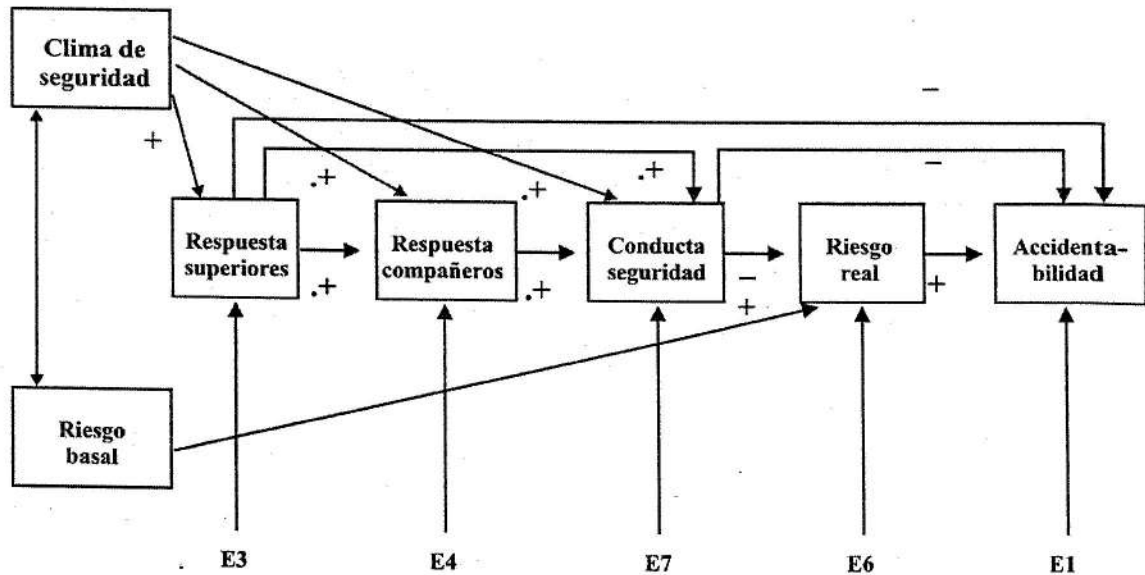 Clima de
seguridad
−
+
.+
.+
.+
−
Respuesta
superiores
Respuesta
compañeros
Conducta
seguridad
Riesgo
real
Accidenta-
bilidad
.+
.+
−
+
+
Riesgo
basal
E3
E4
E7
E6
E1